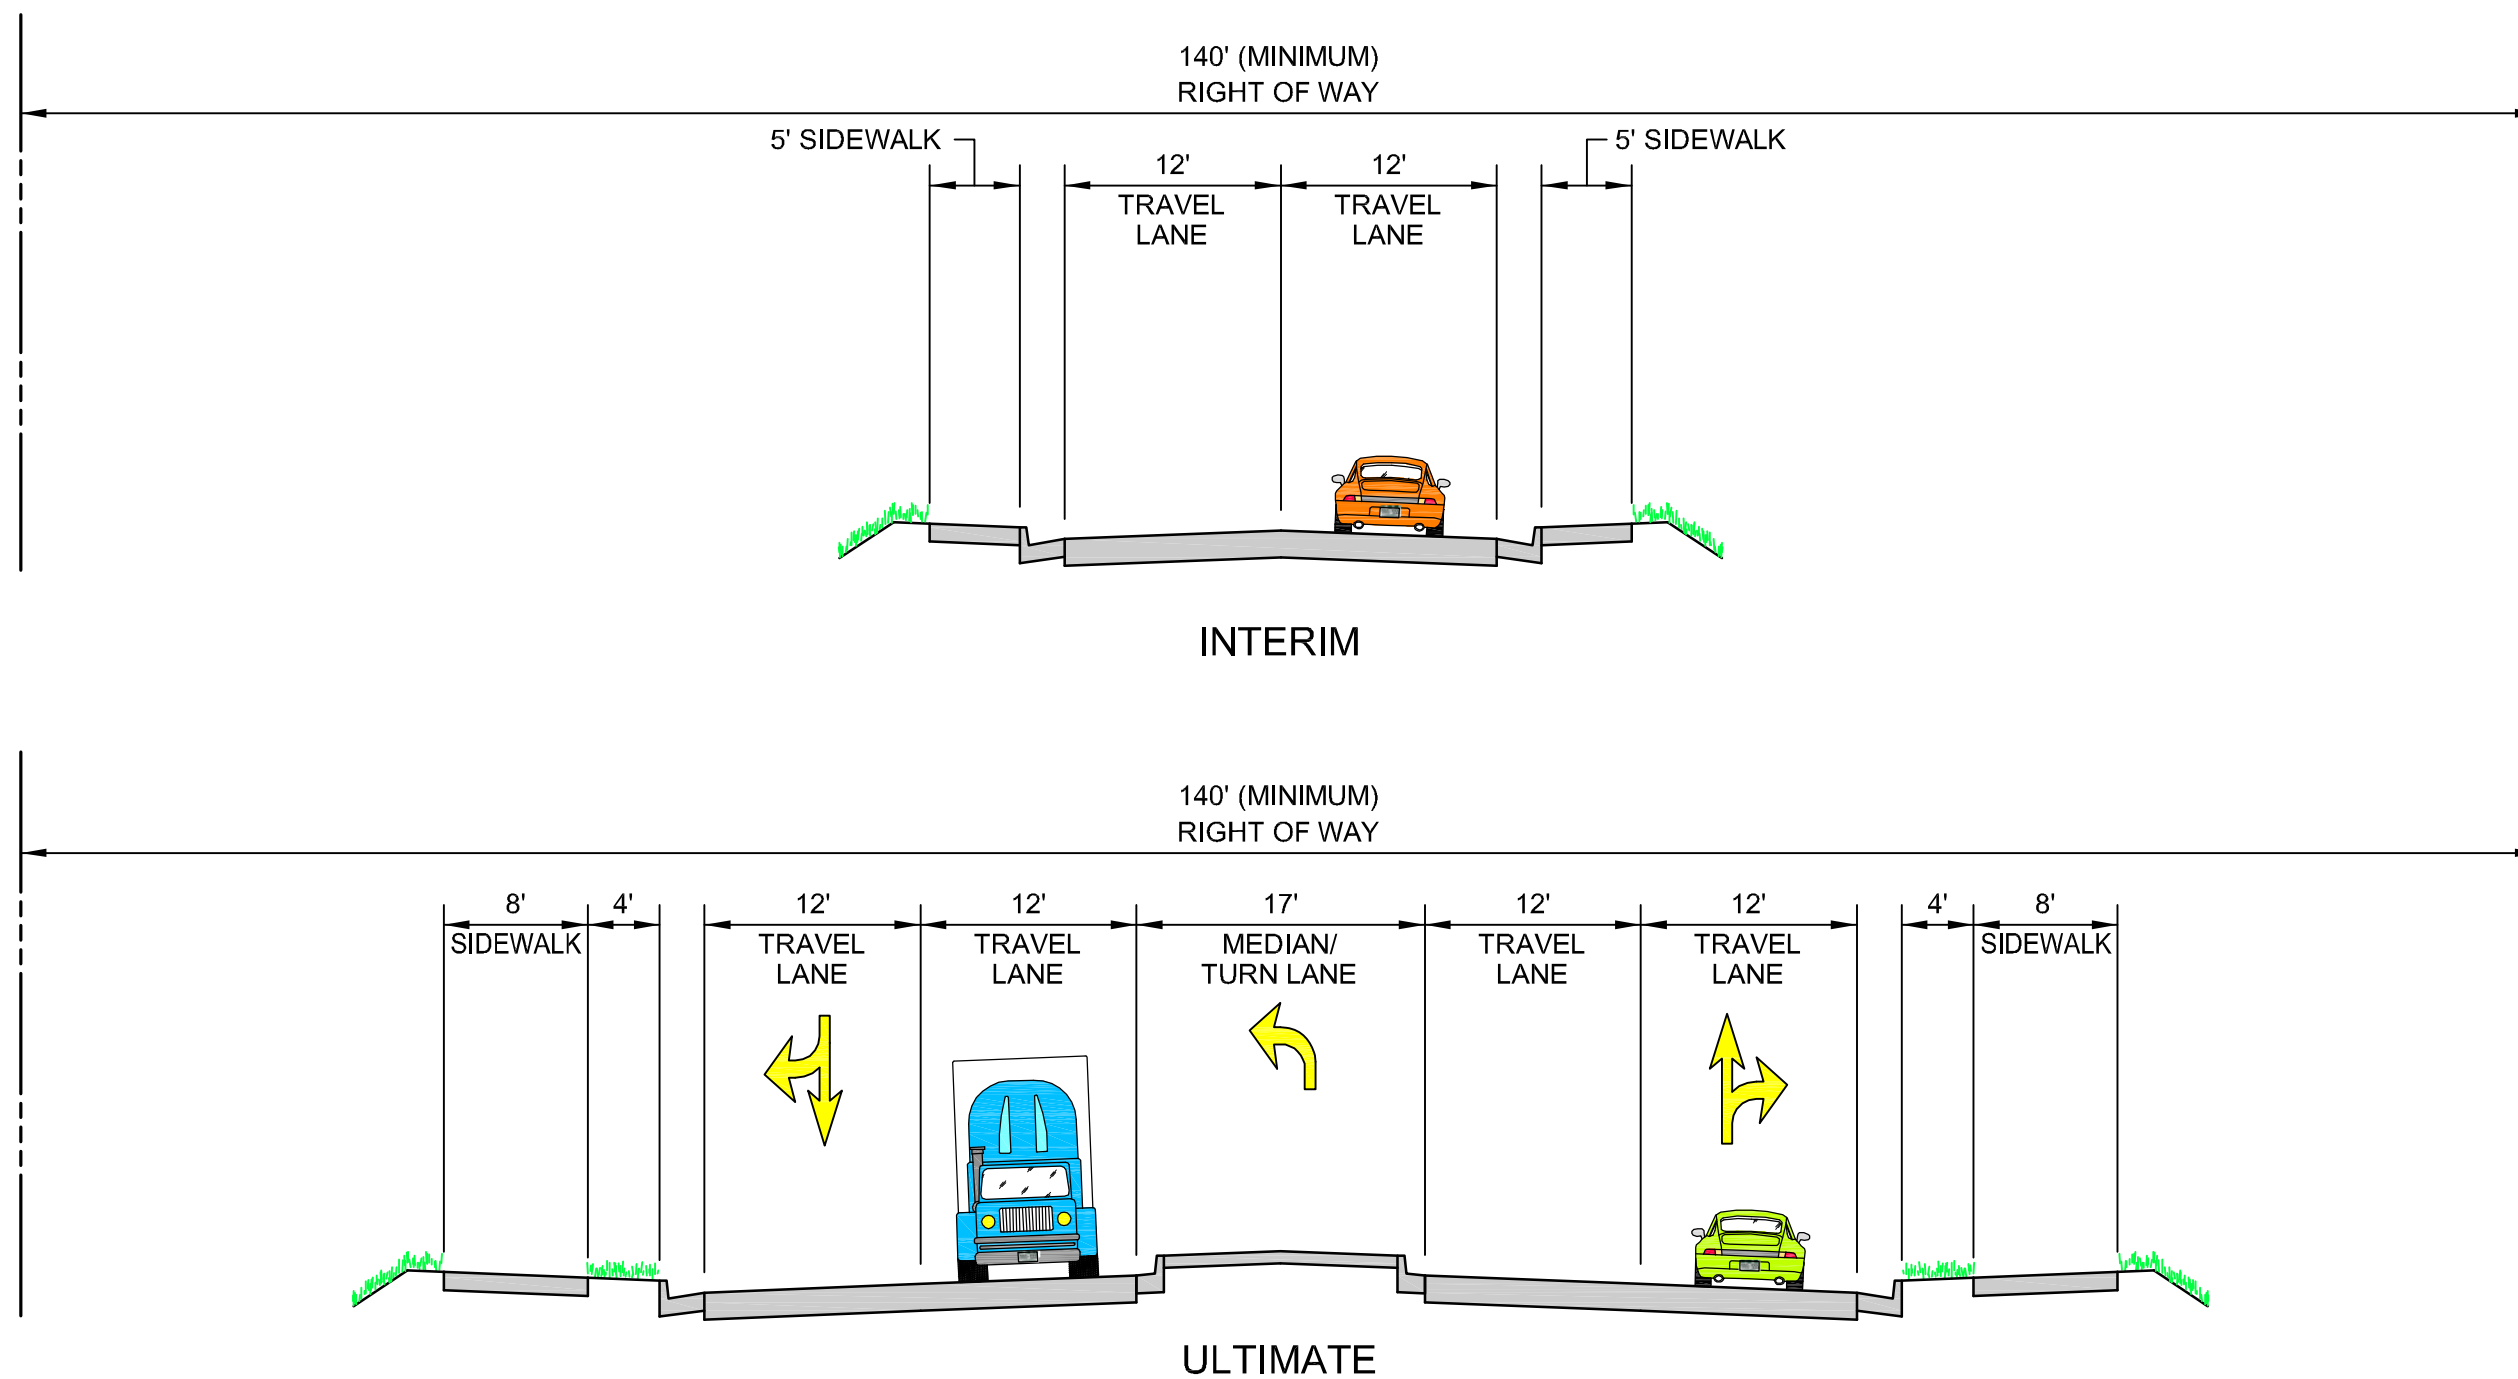 140' (MINIMUM)
RIGHT OF WAY
5' SIDEWALK
5' SIDEWALK
12'
12'
TRAVEL
LANE
TRAVEL
LANE
INTERIM
140' (MINIMUM)
RIGHT OF WAY
8'
4'
12'
12'
17'
12'
12'
4'
8'
SIDEWALK
TRAVEL
LANE
TRAVEL
LANE
MEDIAN/
TURN LANE
TRAVEL
LANE
TRAVEL
LANE
SIDEWALK
ULTIMATE